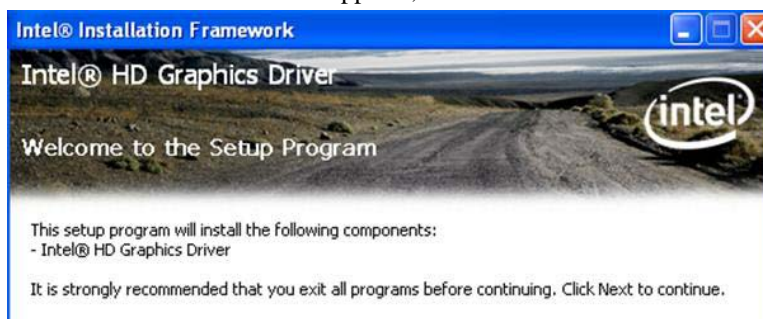 Intel® Installation Framework
Intel® HD Graphics Driver
intel
Welcome to the Setup Program
This setup program will install the following components:
- Intel® HD Graphics Driver
It is strongly recommended that you exit all programs before continuing. Click Next to continue.